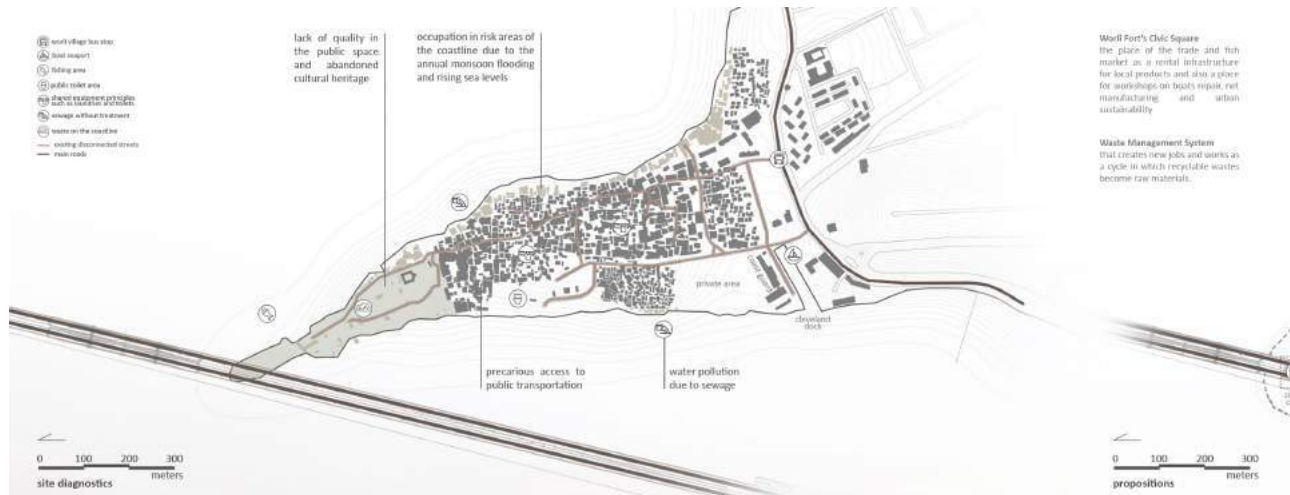 worli village bus stop
boat seaport
fishing area
public toilet area
shared equipment principles
such as laundries and toilets
sewage without treatment
waste on the coastline
existing disconnected streets
main roads
lack of quality in
the public space
and abandoned
cultural heritage
occupation in risk areas of
the coastline due to the
annual monsoon flooding
and rising sea levels
private area
coast guard
cleveland
dock
precarious access to
public transportation
water pollution
due to sewage
0 100 200 300
meters
site diagnostics
Worli Fort's Civic Square
the place of the trade and fish
market as a rental infrastructure
for local products and also a place
for workshops on boats repair, net
manufacturing and urban
sustainability
Waste Management System
that creates new jobs and works as
a cycle in which recyclable wastes
become raw materials.
0 100 200 300
meters
propositions